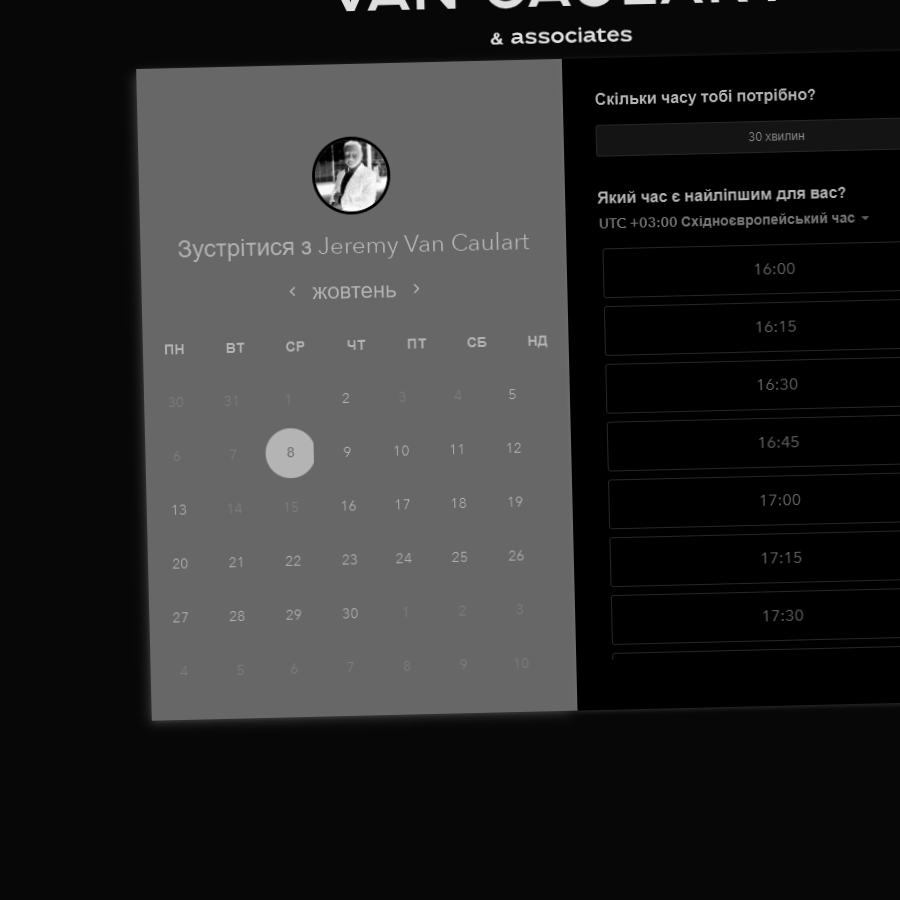 VAN CAULART
& associates
Зустрітися з Jeremy Van Caulart
жовтень
ПН ВТ СР ЧТ ПТ СБ НД
30 31 1 2 3 4 5
6 7 8 9 10 11 12
13 14 15 16 17 18 19
20 21 22 23 24 25 26
27 28 29 30 1 2 3
4 5 6 7 8 9 10
Скільки часу тобі потрібно?
30 хвилин
Який час є найліпшим для вас?
UTC +03:00 Східноєвропейський час
16:00
16:15
16:30
16:45
17:00
17:15
17:30